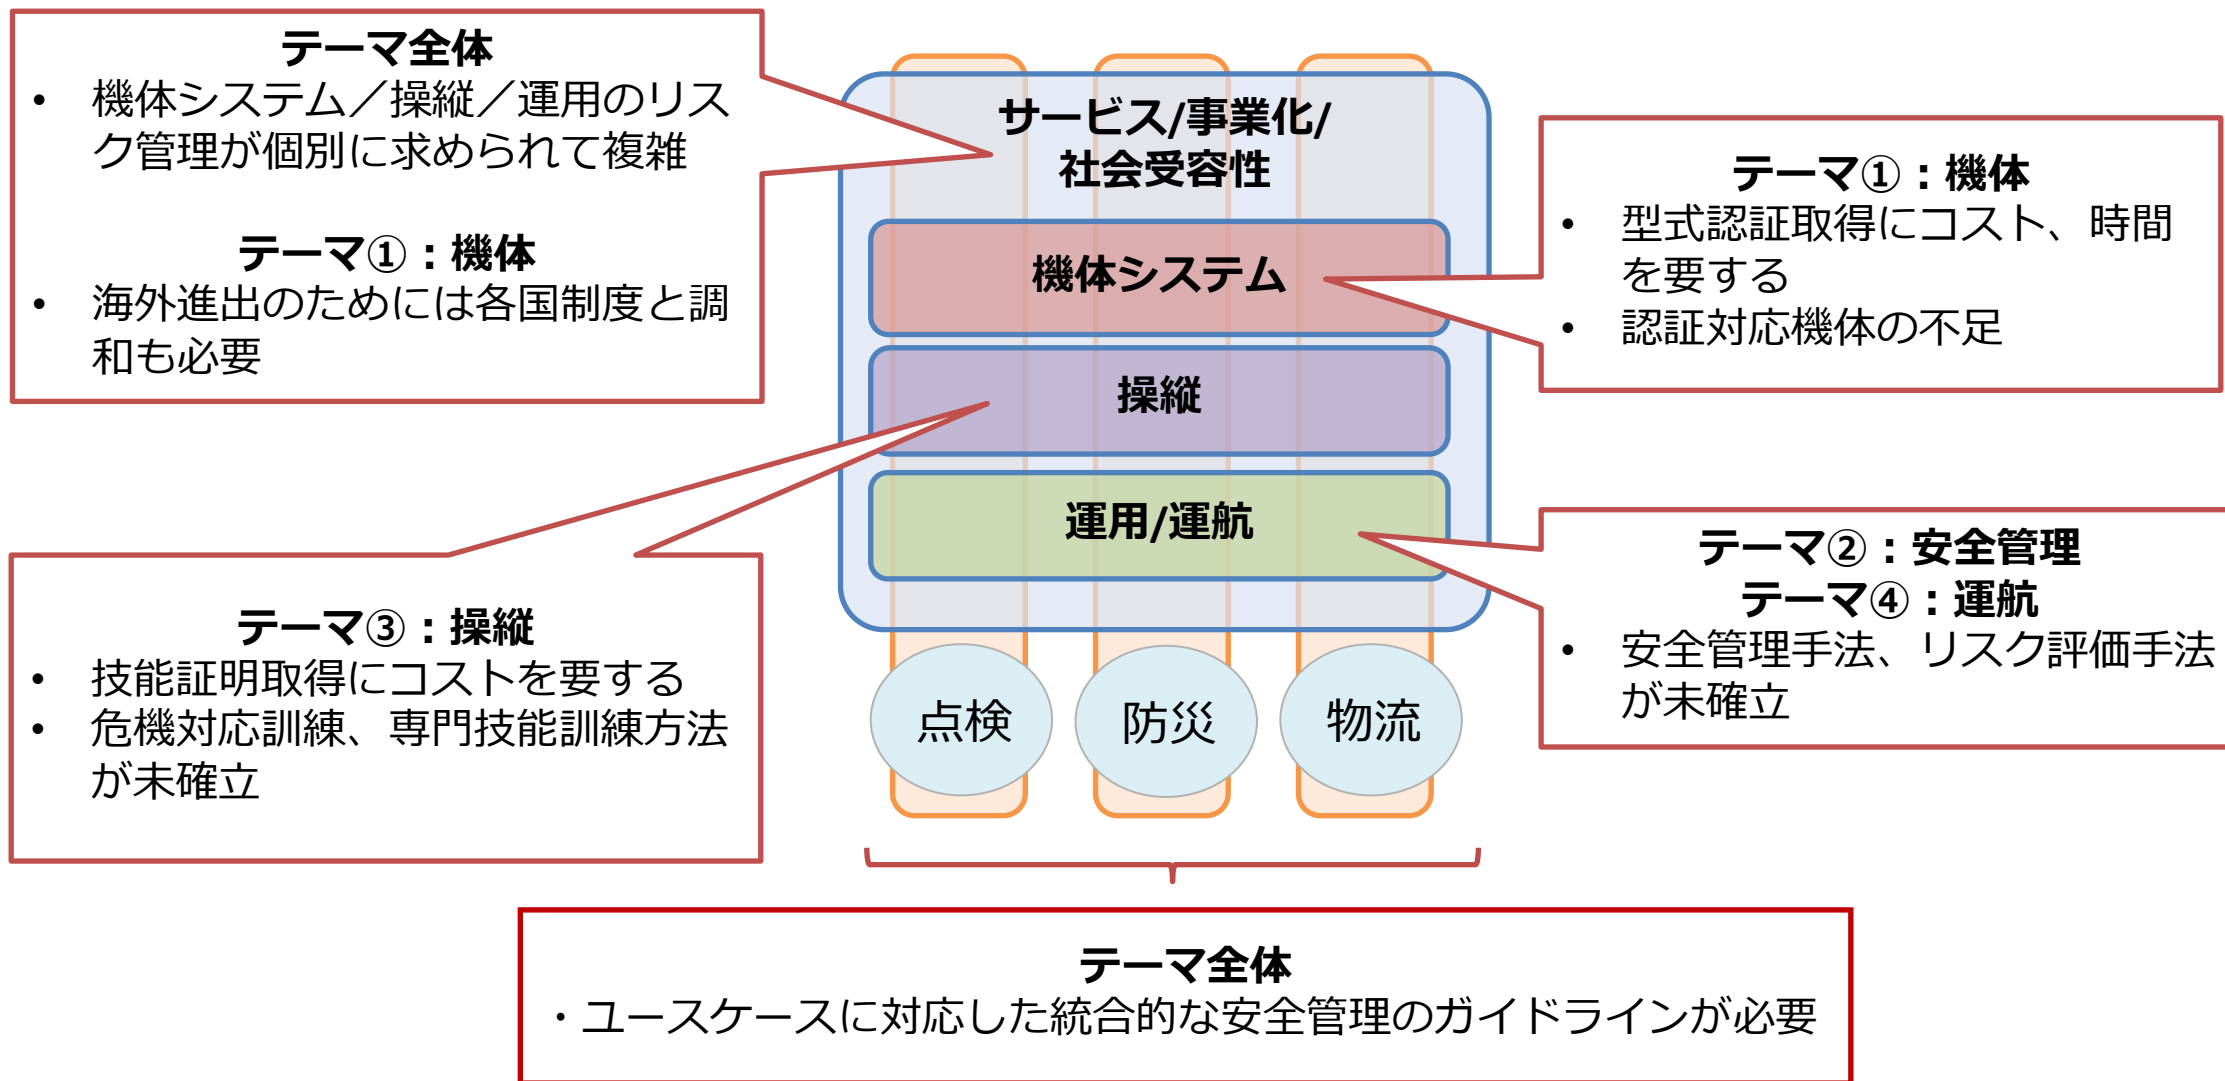 テーマ全体
• 機体システム／操縦／運用のリス
ク管理が個別に求められて複雑
テーマ①：機体
• 海外進出のためには各国制度と調
和も必要
サービス/事業化/
社会受容性
機体システム
操縦
運用/運航
テーマ①：機体
• 型式認証取得にコスト、時間
を要する
• 認証対応機体の不足
テーマ③：操縦
• 技能証明取得にコストを要する
• 危機対応訓練、専門技能訓練方法
が未確立
テーマ②：安全管理
テーマ④：運航
• 安全管理手法、リスク評価手法
が未確立
点検
防災
物流
テーマ全体
・ユースケースに対応した統合的な安全管理のガイドラインが必要